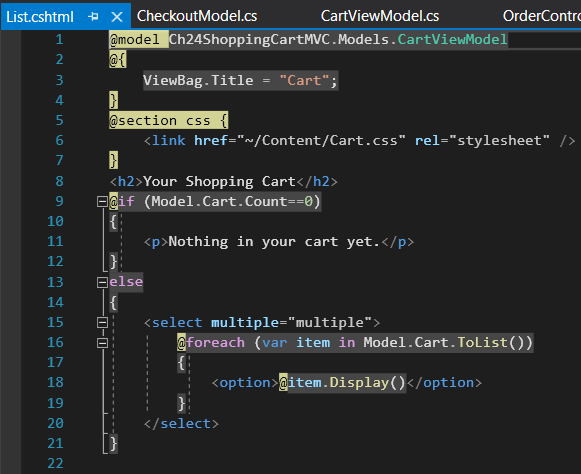 List.cshtml CheckoutModel.cs CartViewModel.cs OrderContro
1 @model Ch24ShoppingCartMVC.Models.CartViewModel
2 @{
3 ViewBag.Title = "Cart";
4 }
5 @section css {
6 <link href="~/Content/Cart.css" rel="stylesheet" />
7 }
8 <h2>Your Shopping Cart</h2>
9 @if (Model.Cart.Count==0)
10 {
11 <p>Nothing in your cart yet.</p>
12 }
13 else
14 {
15 <select multiple="multiple">
16 @foreach (var item in Model.Cart.ToList())
17 {
18 <option>@item.Display()</option>
19 }
20 </select>
21 }
22